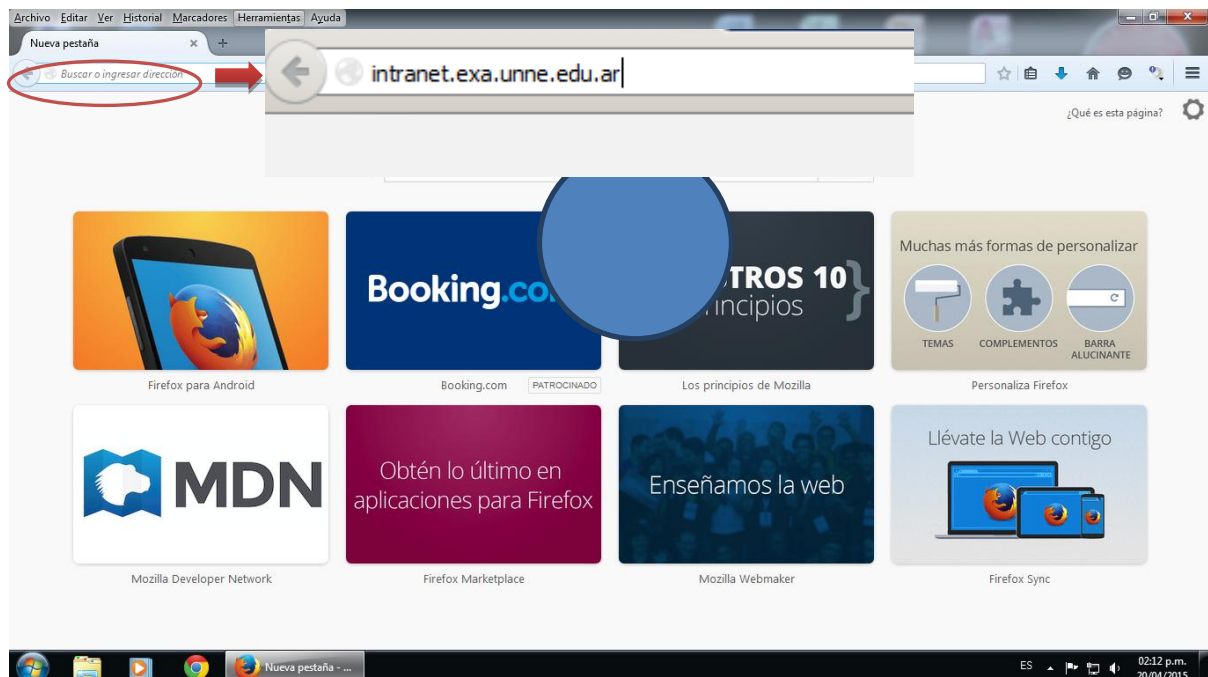 Archivo Editar Ver Historial Marcadores Herramientas Ayuda
Nueva pestaña
Buscar o ingresar dirección
intranet.exa.unne.edu.ar
¿Qué es esta página?
Firefox para Android
Booking.co
Booking.com PATROCINADO
TROS 10
incipios
Los principios de Mozilla
Muchas más formas de personalizar
TEMAS COMPLEMENTOS BARRA ALUCINANTE
Personaliza Firefox
MDN
Mozilla Developer Network
Obtén lo último en
aplicaciones para Firefox
Firefox Marketplace
Enseñamos la web
Mozilla Webmaker
Llévate la Web contigo
Firefox Sync
Nueva pestaña - ...
ES
02:12 p.m.
20/04/2015